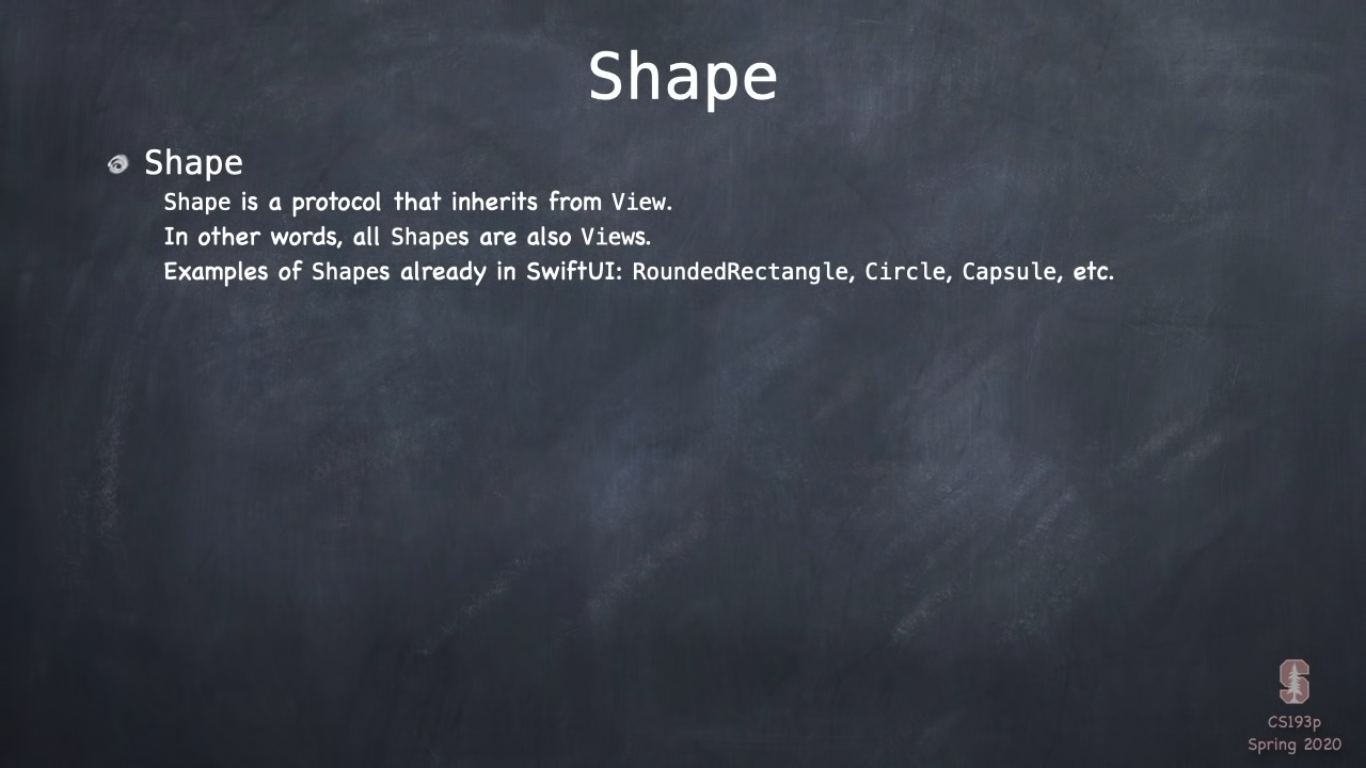 Shape
Shape
Shape is a protocol that inherits from View.
In other words, all Shapes are also Views.
Examples of Shapes already in SwiftUI: RoundedRectangle, Circle, Capsule, etc.
S
CS193p
Spring 2020